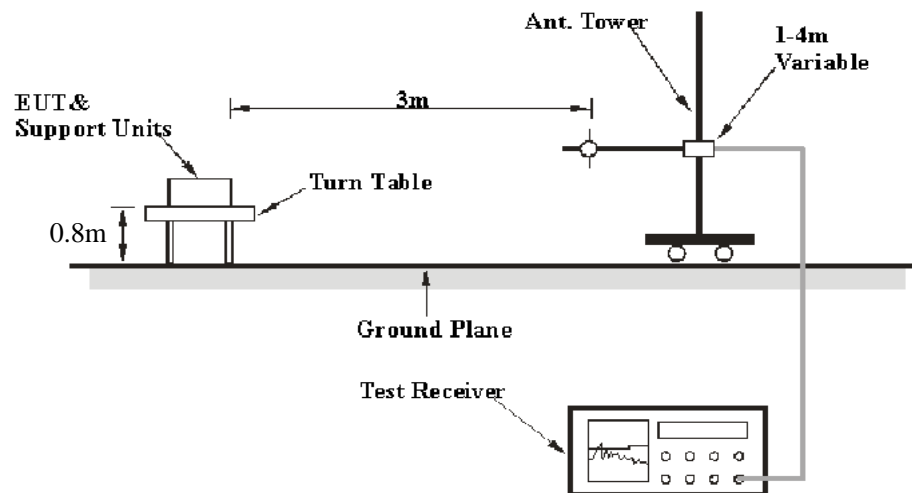 Ant. Tower
1-4m
Variable
EUT&
Support Units
3m
Turn Table
0.8m
Ground Plane
Test Receiver